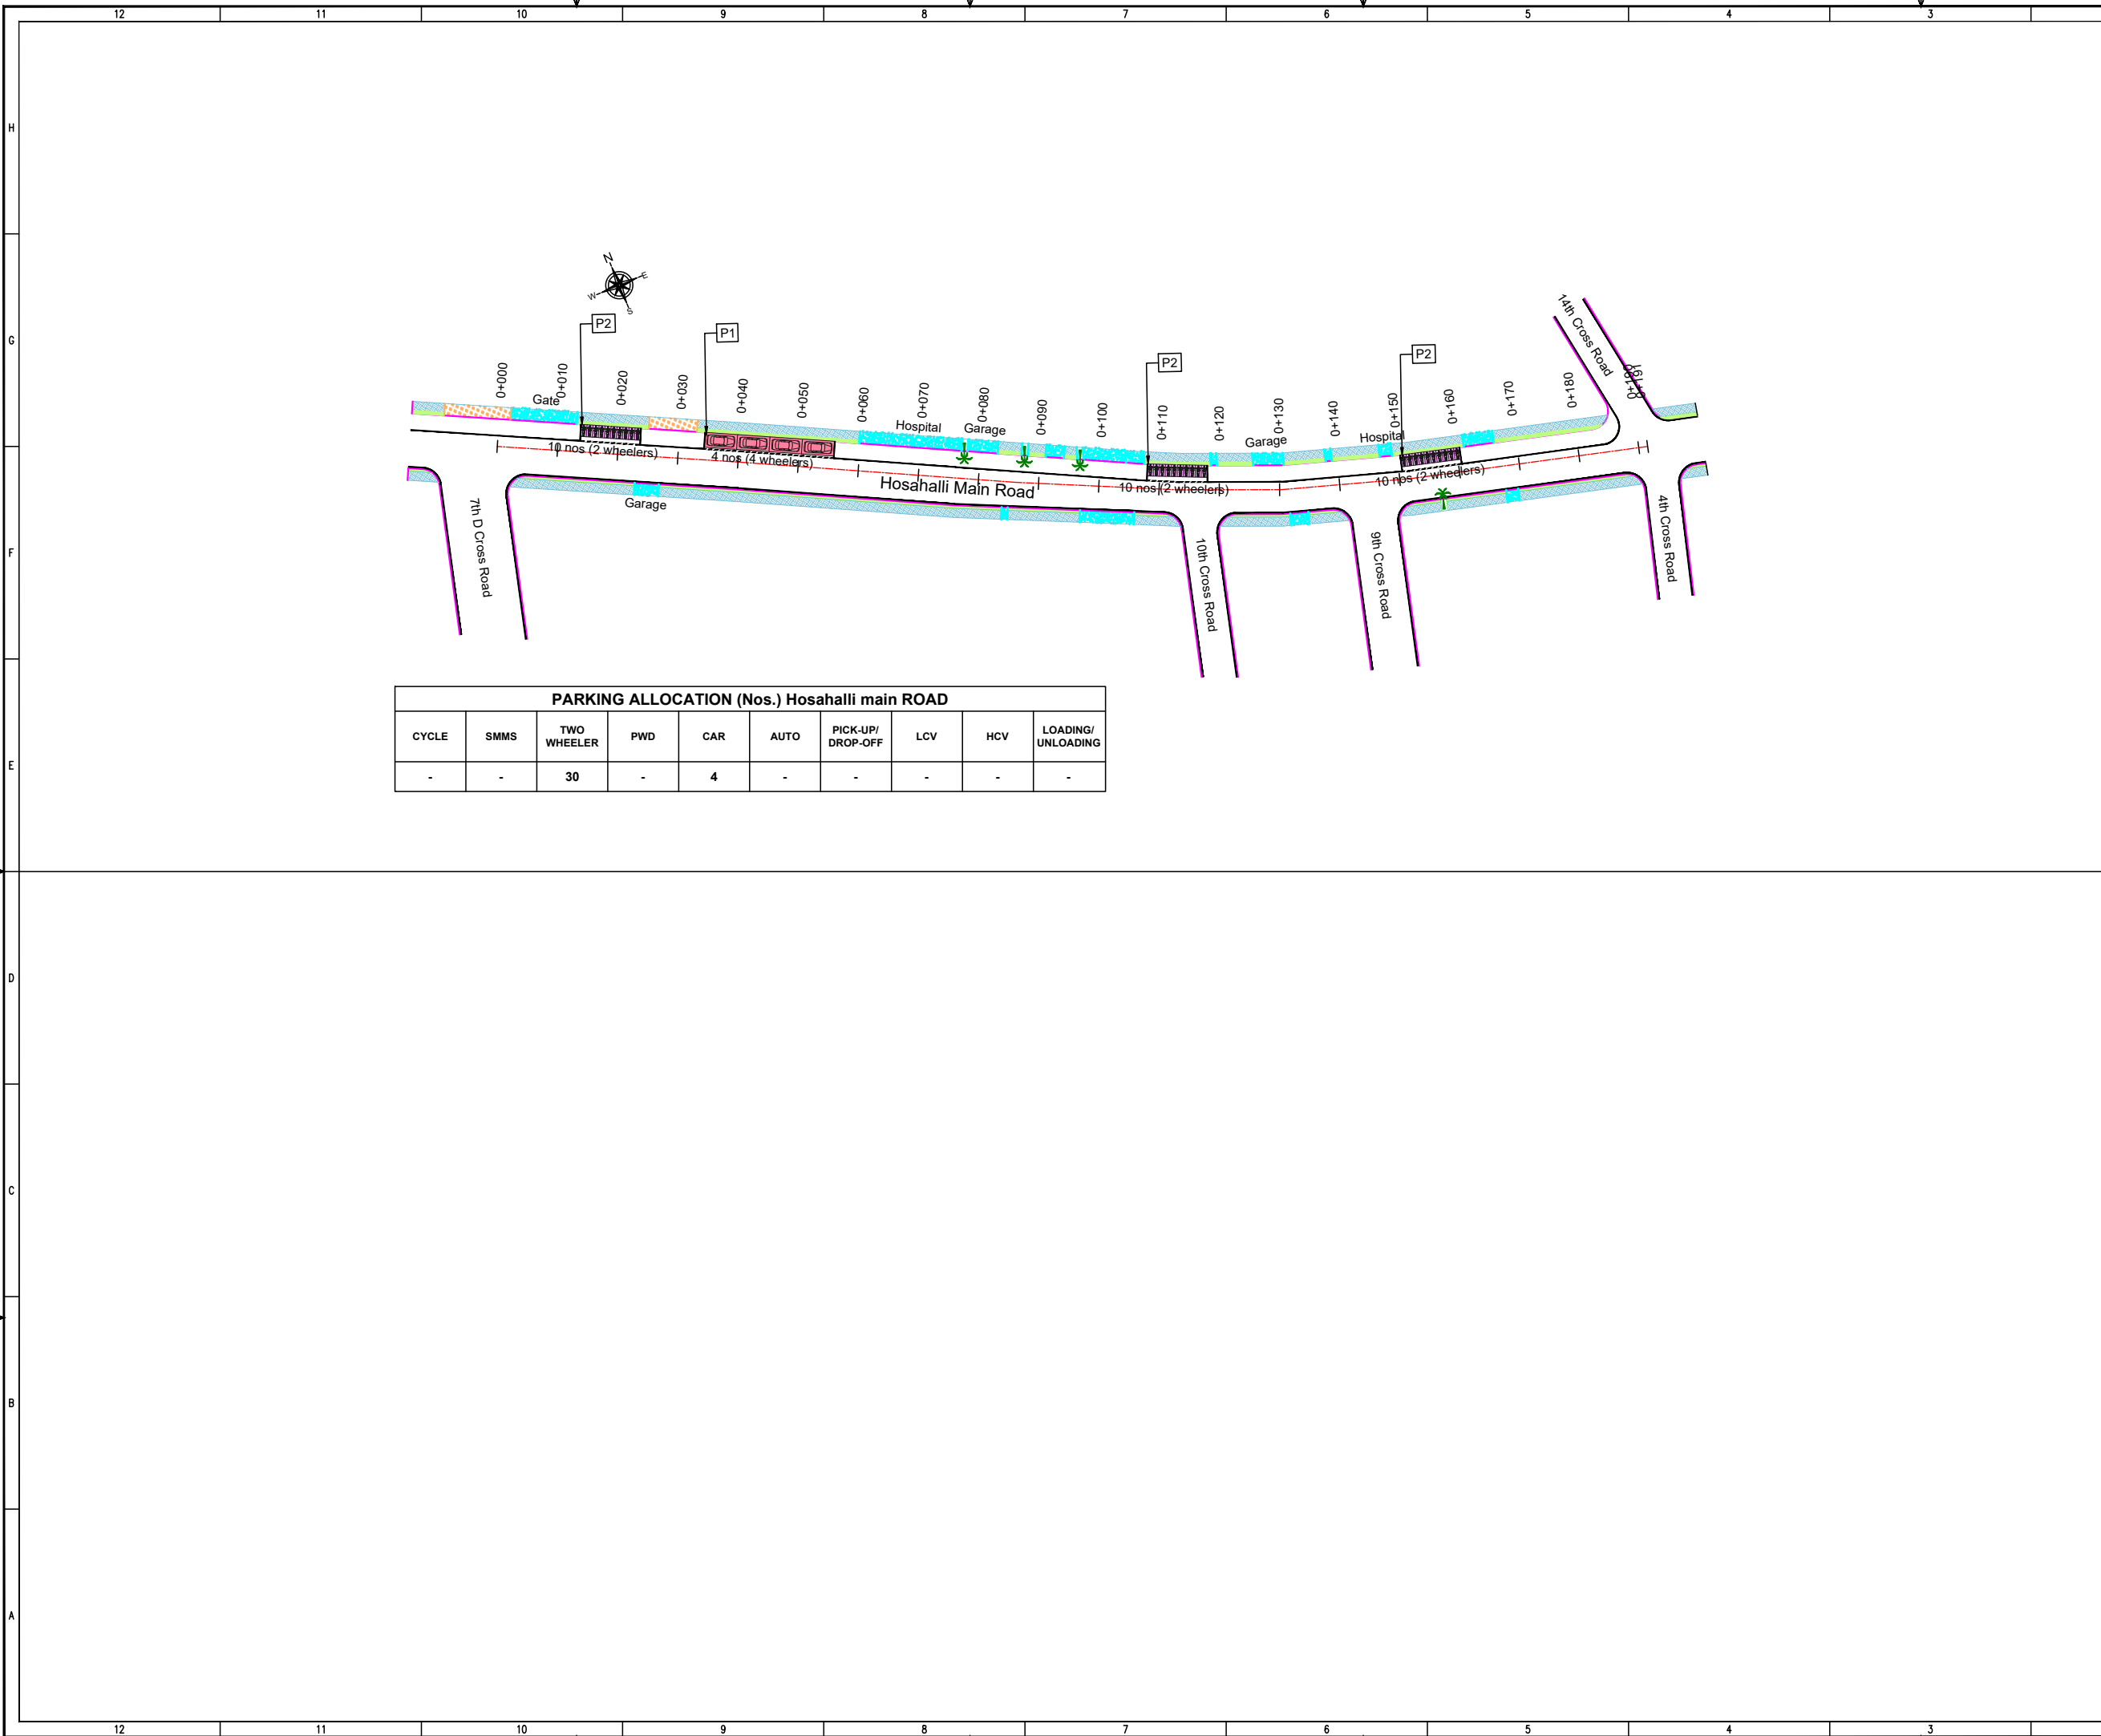 12 11 10 9 8 7 6 5 4 3
H
G
F
E
D
C
B
A
N
E
W
S
P2
P1
P2
P2
0+000
0+010
0+020
0+030
0+040
0+050
0+060
0+070
0+080
0+090
0+100
0+110
0+120
0+130
0+140
0+150
0+160
0+170
0+180
0+190
0+191
14th Cross Road
Gate
Hospital
Garage
Garage
Hospital
10 nos (2 wheelers)
4 nos (4 wheelers)
10 nos (2 wheelers)
10 nos (2 wheelers)
Hosahalli Main Road
Garage
7th D Cross Road
10th Cross Road
9th Cross Road
4th Cross Road
PARKING ALLOCATION (Nos.) Hosahalli main ROAD
CYCLE SMMS TWO WHEELER PWD CAR AUTO PICK-UP/ DROP-OFF LCV HCV LOADING/ UNLOADING
- - 30 - 4 - - - - -
12 11 10 9 8 7 6 5 4 3